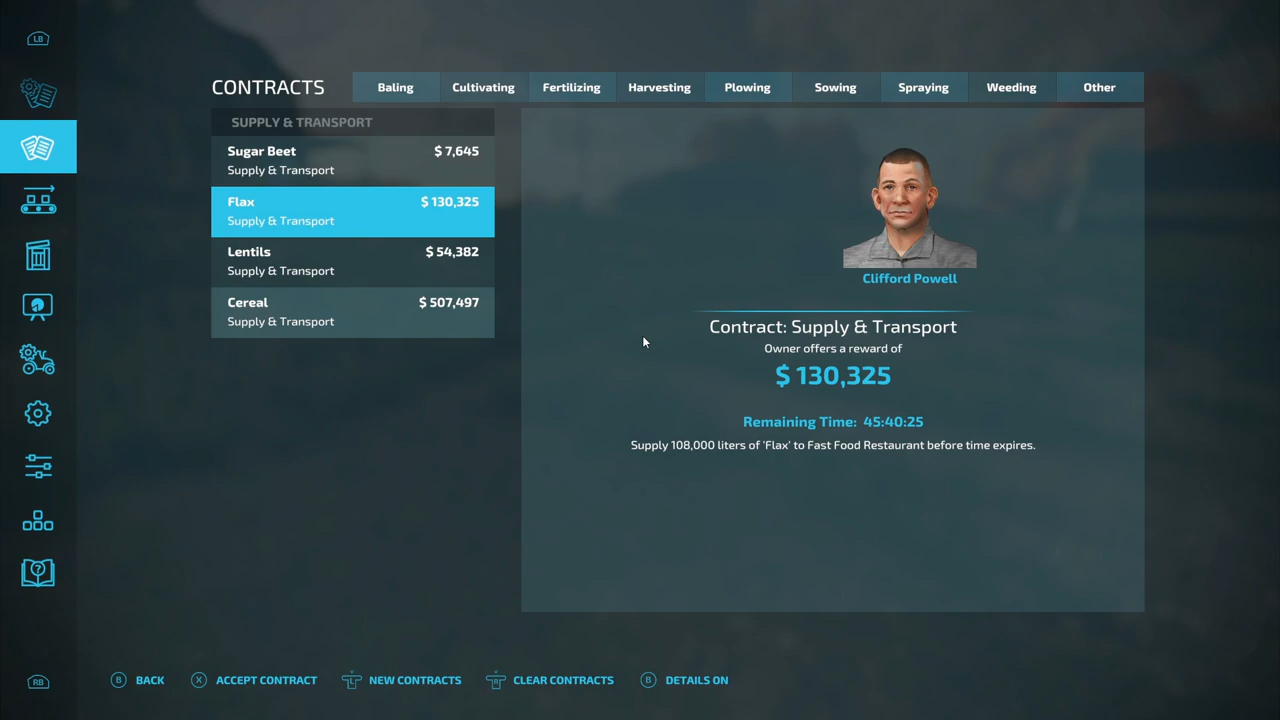 LB
CONTRACTS
Baling
Cultivating
Fertilizing
Harvesting
Plowing
Sowing
Spraying
Weeding
Other
SUPPLY & TRANSPORT
Sugar Beet $ 7,645
Supply & Transport
Flax $ 130,325
Supply & Transport
Lentils $ 54,382
Supply & Transport
Cereal $ 507,497
Supply & Transport
Clifford Powell
Contract: Supply & Transport
Owner offers a reward of
$ 130,325
Remaining Time: 45:40:25
Supply 108,000 liters of 'Flax' to Fast Food Restaurant before time expires.
RB
B BACK
X ACCEPT CONTRACT
L NEW CONTRACTS
R CLEAR CONTRACTS
B DETAILS ON